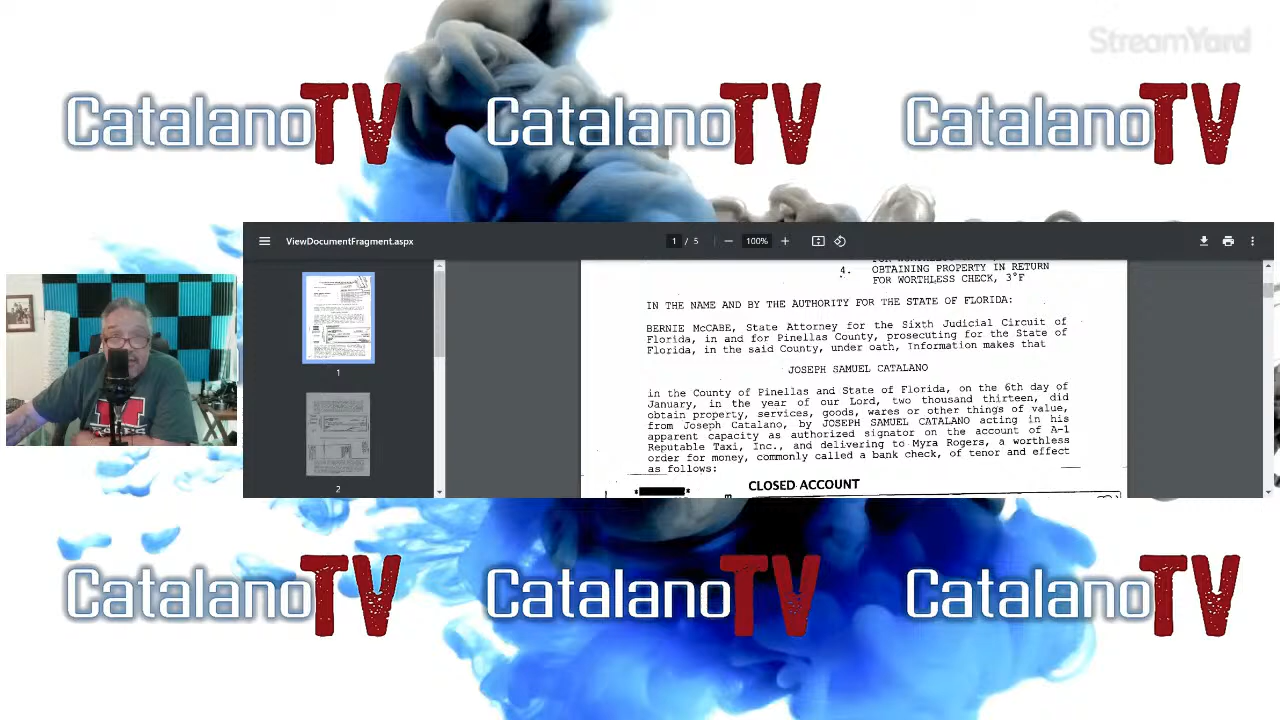 StreamYard
CatalanoTV CatalanoTV CatalanoTV
ViewDocumentFragment.aspx
1 / 5
100%
4. OBTAINING PROPERTY IN RETURN
FOR WORTHLESS CHECK, 3°F
IN THE NAME AND BY THE AUTHORITY FOR THE STATE OF FLORIDA:
BERNIE McCABE, State Attorney for the Sixth Judicial Circuit of
Florida, in and for Pinellas County, prosecuting for the State of
Florida, in the said County, under oath, Information makes that
JOSEPH SAMUEL CATALANO
in the County of Pinellas and State of Florida, on the 6th day of
January, in the year of our Lord, two thousand thirteen, did
obtain property, services, goods, wares or other things of value,
from Joseph Catalano, by JOSEPH SAMUEL CATALANO acting in his
apparent capacity as authorized signator on the account of A-1
Reputable Taxi, Inc., and delivering to Myra Rogers, a worthless
order for money, commonly called a bank check, of tenor and effect
as follows:
CLOSED ACCOUNT
1
2
CatalanoTV CatalanoTV CatalanoTV